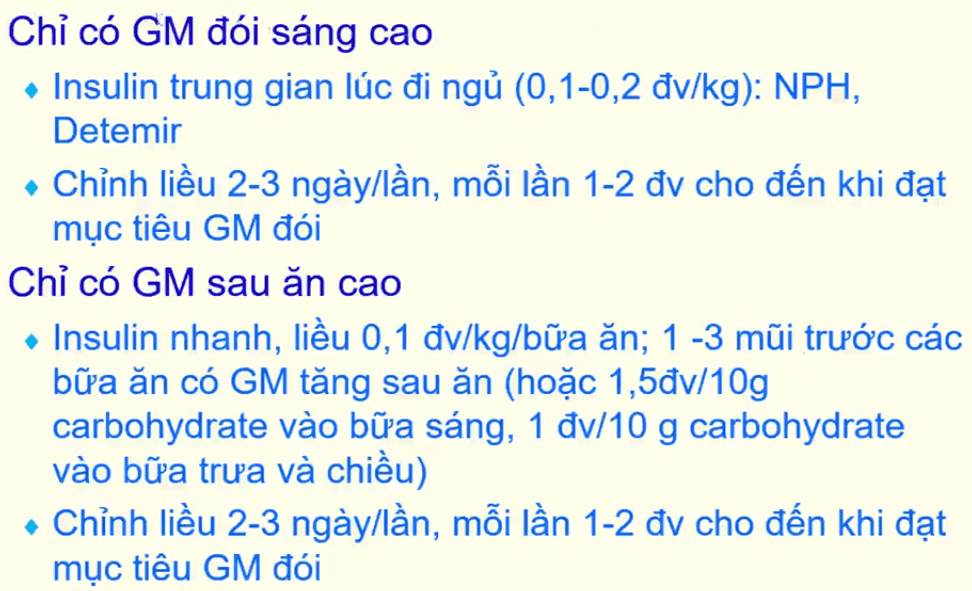 Chỉ có GM đói sáng cao
Insulin trung gian lúc đi ngủ (0,1-0,2 đv/kg): NPH,
Detemir
Chỉnh liều 2-3 ngày/lần, mỗi lần 1-2 đv cho đến khi đạt
mục tiêu GM đói
Chỉ có GM sau ăn cao
Insulin nhanh, liều 0,1 đv/kg/bữa ăn; 1 -3 mũi trước các
bữa ăn có GM tăng sau ăn (hoặc 1,5đv/10g
carbohydrate vào bữa sáng, 1 đv/10 g carbohydrate
vào bữa trưa và chiều)
Chỉnh liều 2-3 ngày/lần, mỗi lần 1-2 đv cho đến khi đạt
mục tiêu GM đói